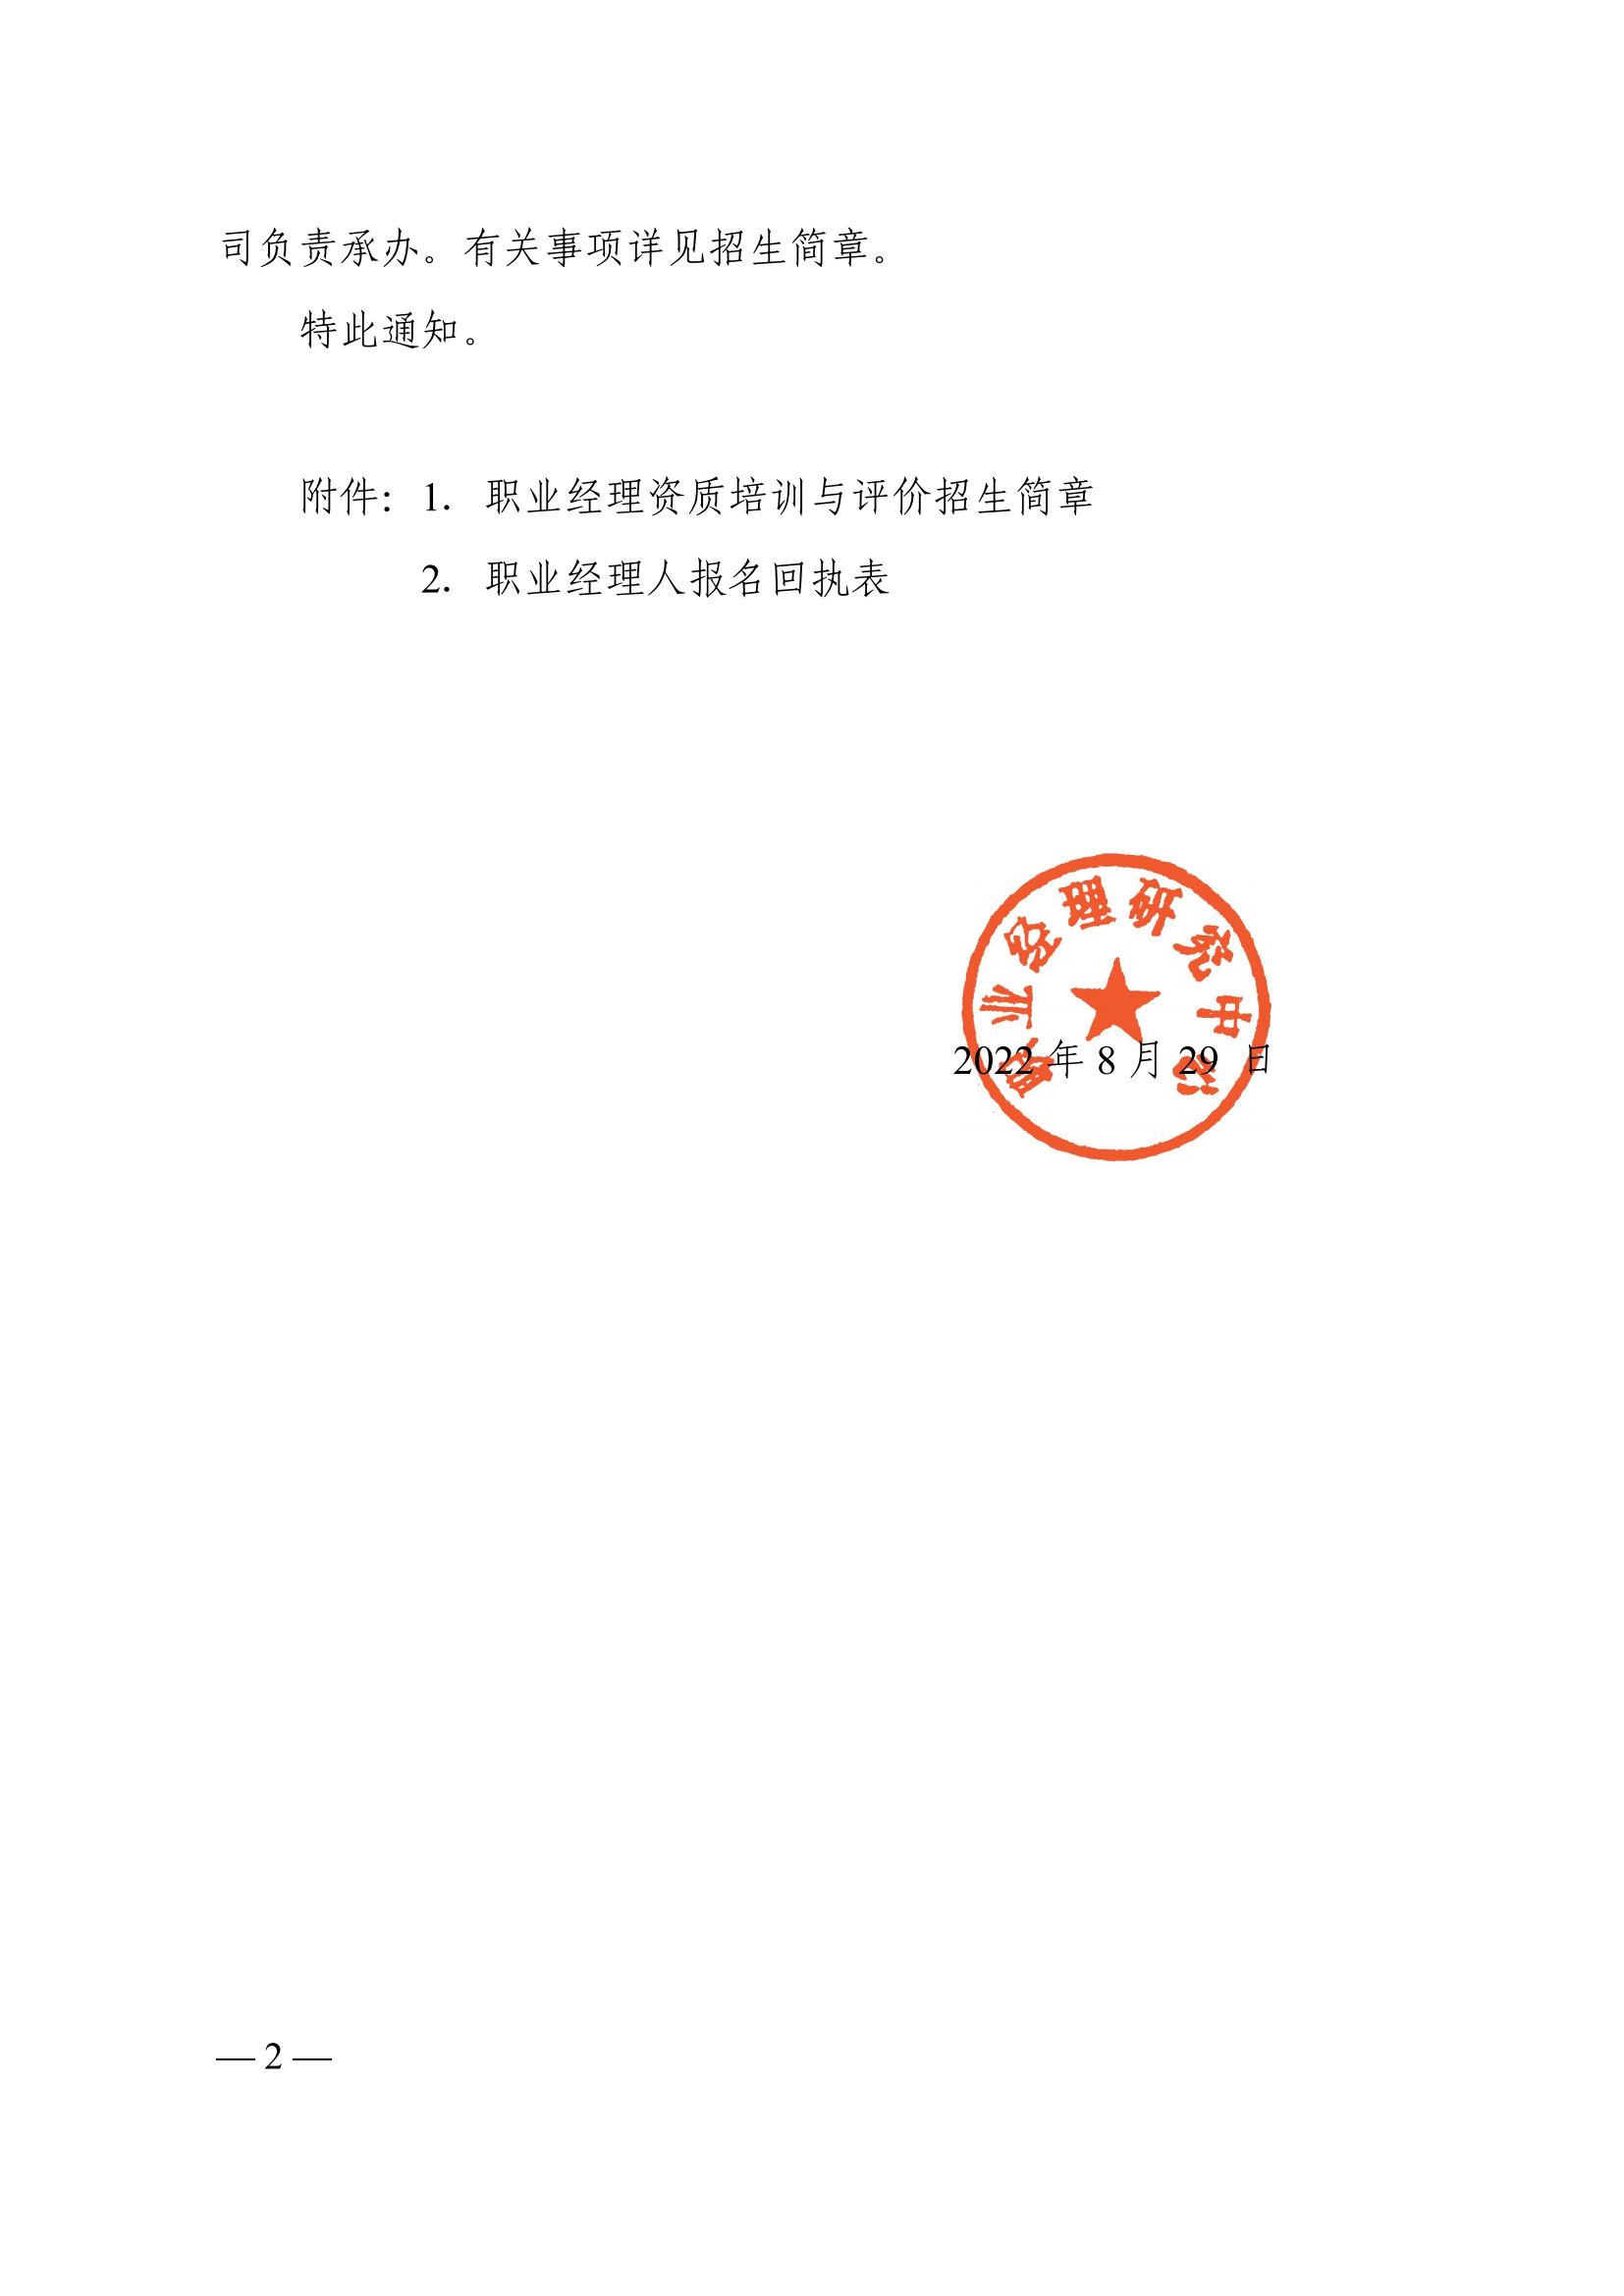 司负责承办。有关事项详见招生简章。
特此通知。
附件：1. 职业经理资质培训与评价招生简章
2. 职业经理人报名回执表
职业经理研究中心
2022 年 8 月 29 日
— 2 —